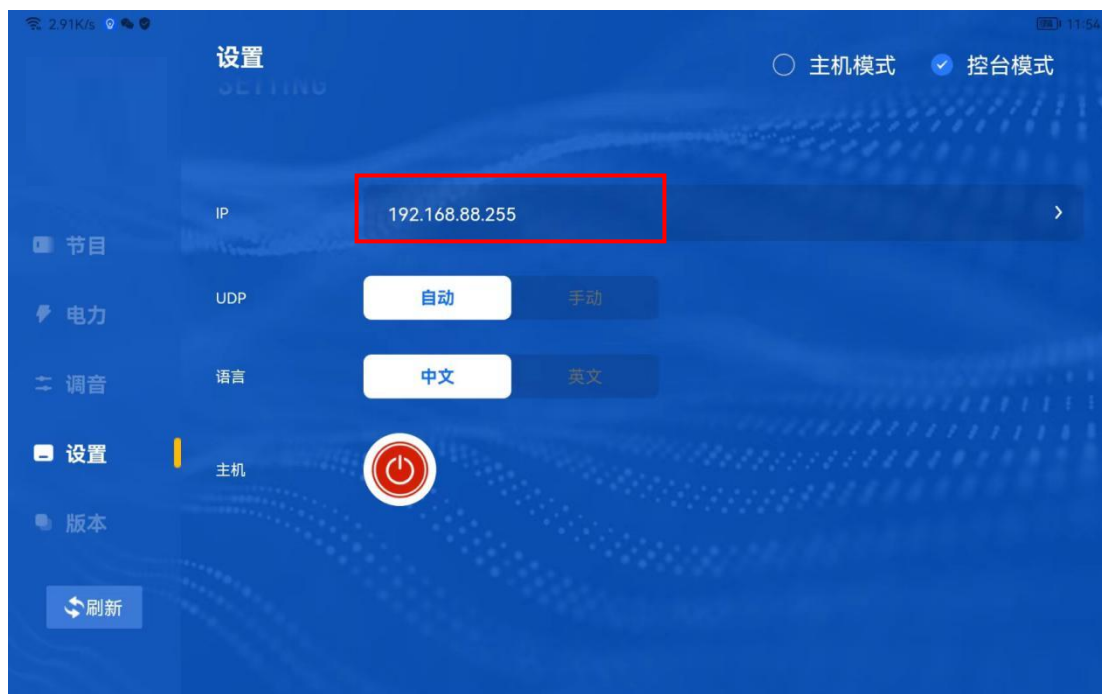 2.91K/s
11:54
设置
SETTING
主机模式
控台模式
IP
192.168.88.255
节目
UDP
自动
手动
电力
语言
中文
英文
调音
设置
主机
版本
刷新